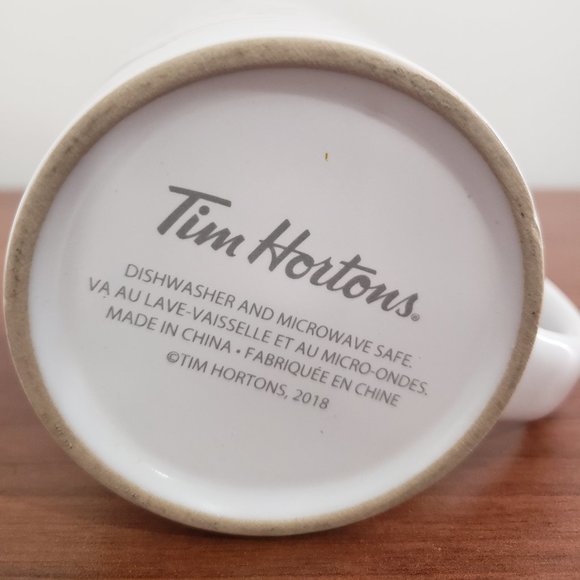 Tim Hortons®
DISHWASHER AND MICROWAVE SAFE.
VA AU LAVE-VAISSELLE ET AU MICRO-ONDES.
MADE IN CHINA • FABRIQUÉE EN CHINE
©TIM HORTONS, 2018